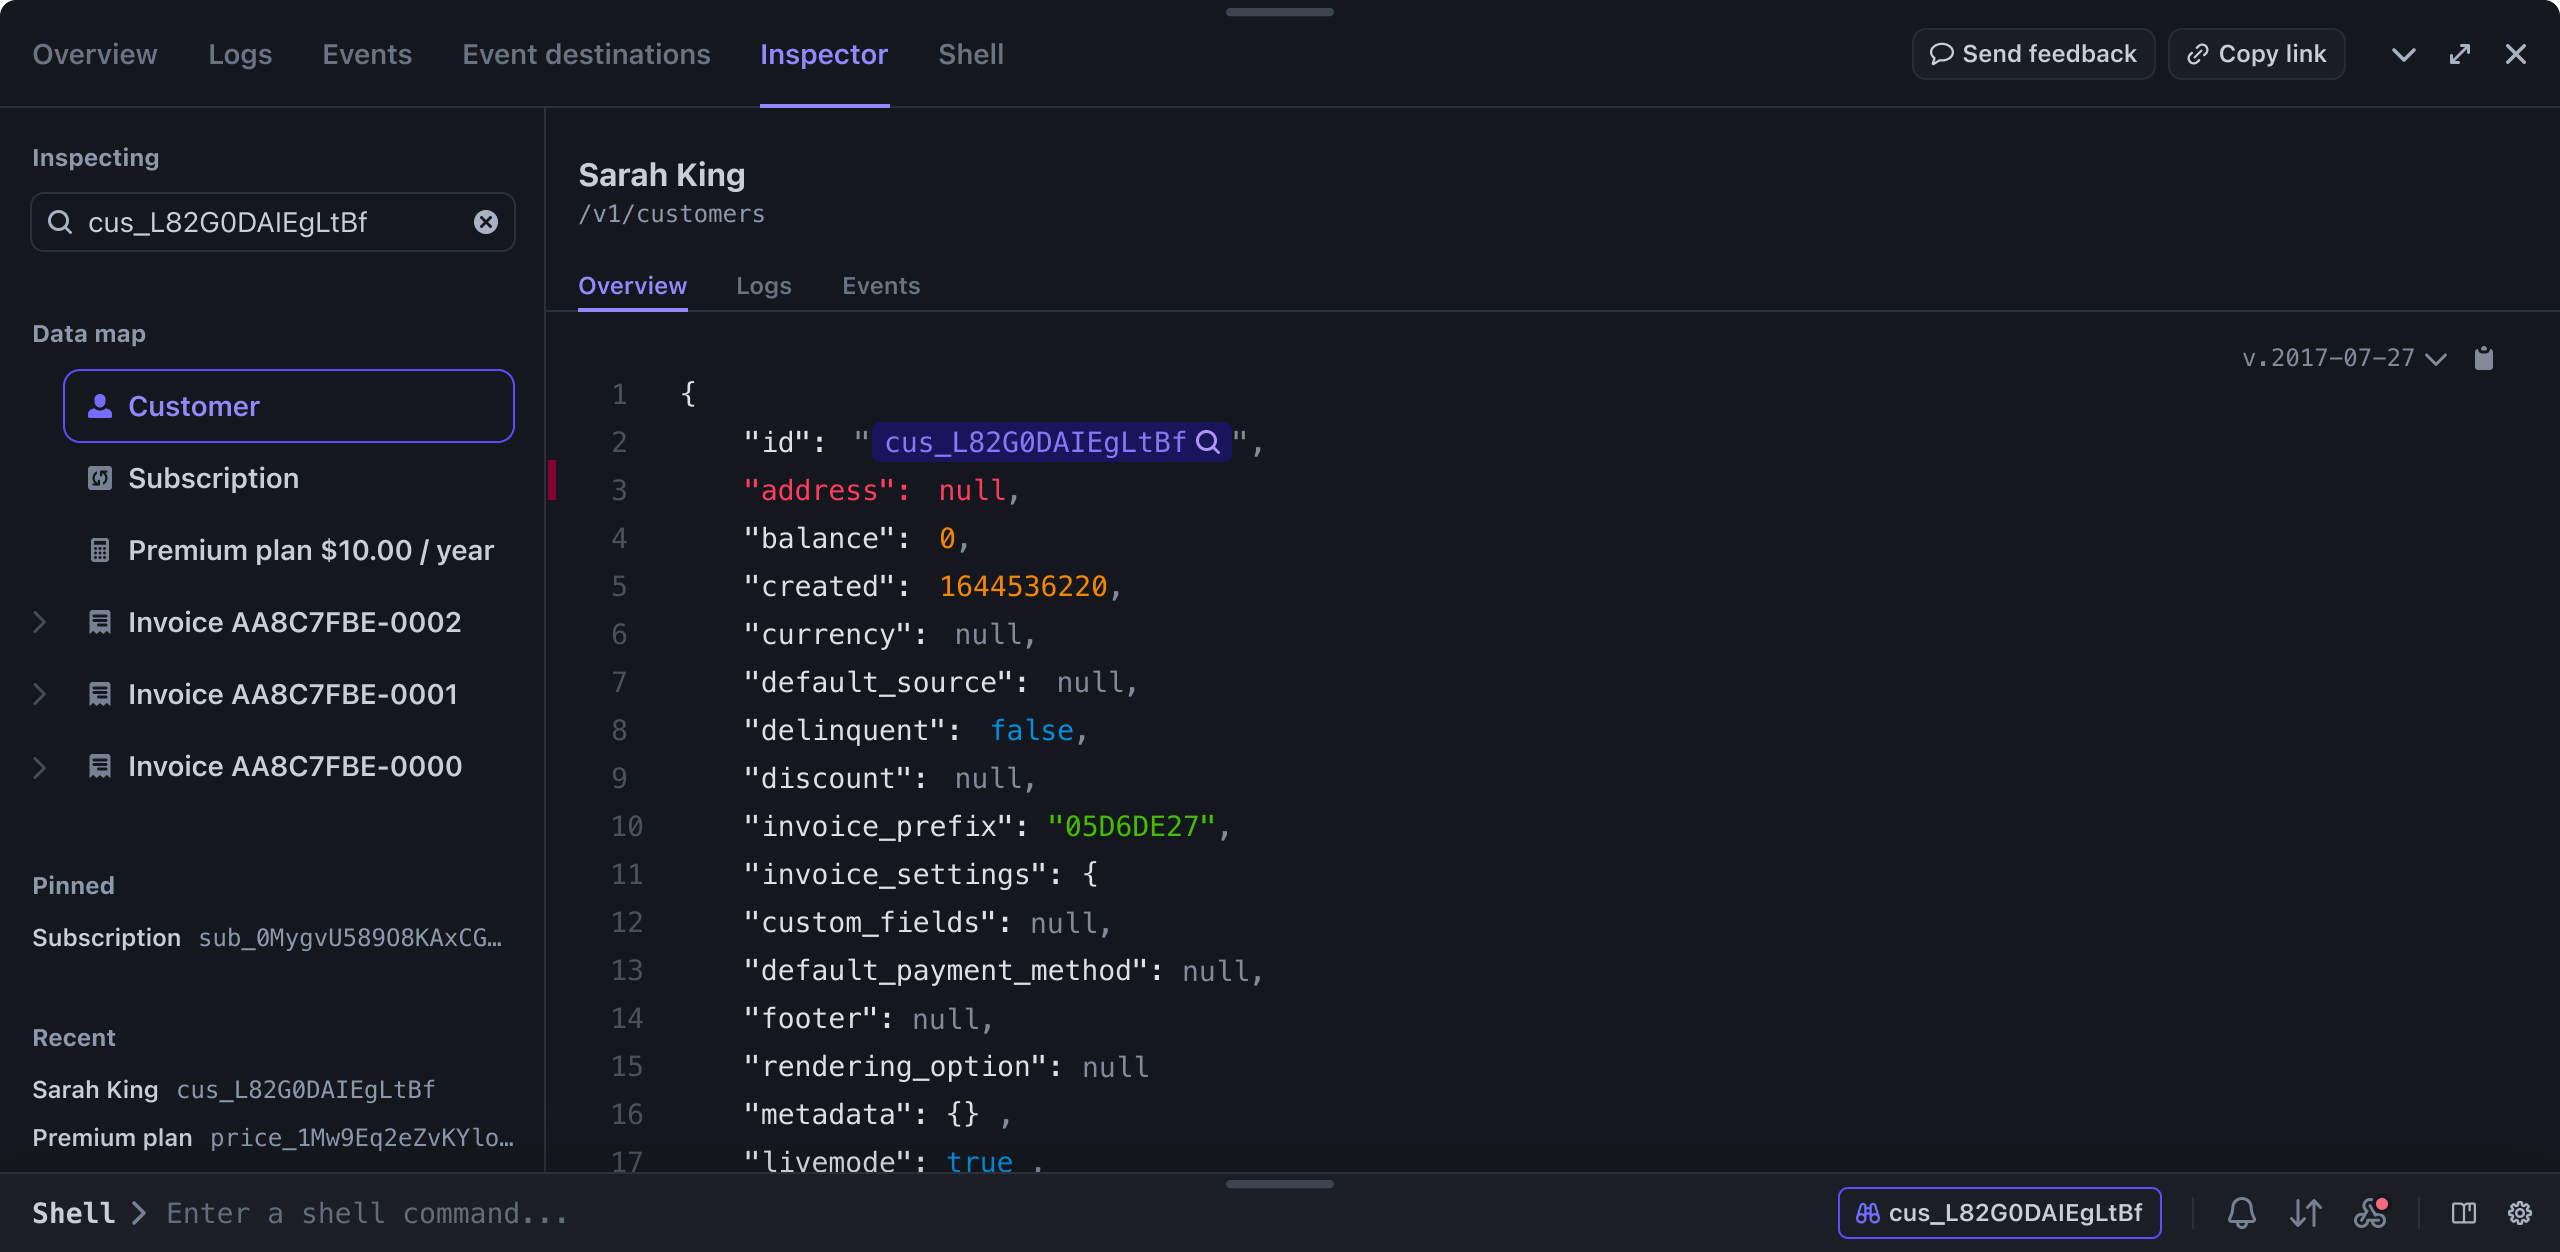 Overview Logs Events Event destinations Inspector Shell Send feedback Copy link
Inspecting
cus_L82G0DAIEgLtBf
Data map
Customer
Subscription
Premium plan $10.00 / year
Invoice AA8C7FBE-0002
Invoice AA8C7FBE-0001
Invoice AA8C7FBE-0000
Pinned
Subscription sub_0MygvU589O8KAxCG…
Recent
Sarah King cus_L82G0DAIEgLtBf
Premium plan price_1Mw9Eq2eZvKYlo…
Sarah King
/v1/customers
Overview Logs Events
v.2017-07-27
1 {
2 "id": "cus_L82G0DAIEgLtBf",
3 "address": null,
4 "balance": 0,
5 "created": 1644536220,
6 "currency": null,
7 "default_source": null,
8 "delinquent": false,
9 "discount": null,
10 "invoice_prefix": "05D6DE27",
11 "invoice_settings": {
12 "custom_fields": null,
13 "default_payment_method": null,
14 "footer": null,
15 "rendering_option": null
16 "metadata": {} ,
17 "livemode": true ,
Shell Enter a shell command... cus_L82G0DAIEgLtBf